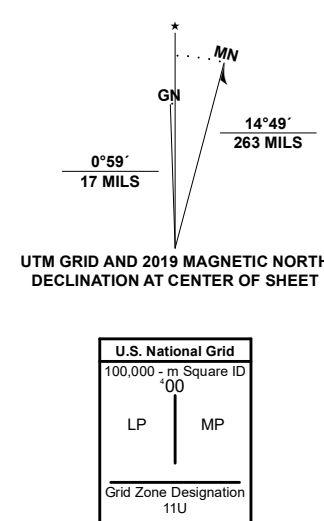 ★
MN
GN
14°49´
263 MILS
0°59´
17 MILS
UTM GRID AND 2019 MAGNETIC NORTH
DECLINATION AT CENTER OF SHEET
U.S. National Grid
100,000 - m Square ID
⁴00
LP MP
Grid Zone Designation
11U